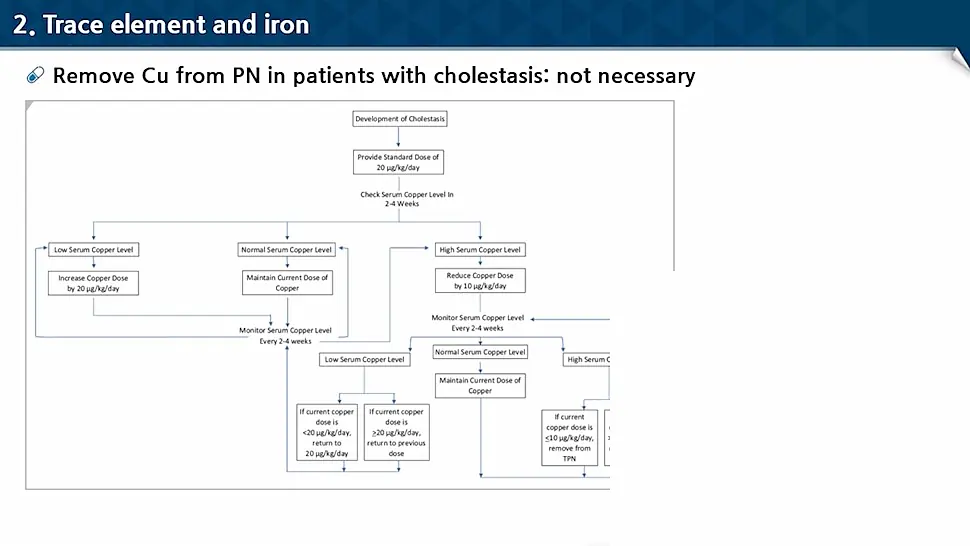 2. Trace element and iron
Remove Cu from PN in patients with cholestasis: not necessary
Development of Cholestasis
Provide Standard Dose of
20 µg/kg/day
Check Serum Copper Level In
2-4 Weeks
Low Serum Copper Level
Normal Serum Copper Level
High Serum Copper Level
Increase Copper Dose
by 20 µg/kg/day
Maintain Current Dose of
Copper
Reduce Copper Dose
by 10 µg/kg/day
Monitor Serum Copper Level
Every 2-4 weeks
Monitor Serum Copper Level
Every 2-4 weeks
Low Serum Copper Level
Normal Serum Copper Level
High Serum C
Maintain Current Dose of
Copper
If current copper
dose is
<20 µg/kg/day,
return to
20 µg/kg/day
If current copper
dose is
≥20 µg/kg/day,
return to previous
dose
If current
copper dose is
≤10 µg/kg/day,
remove from
TPN